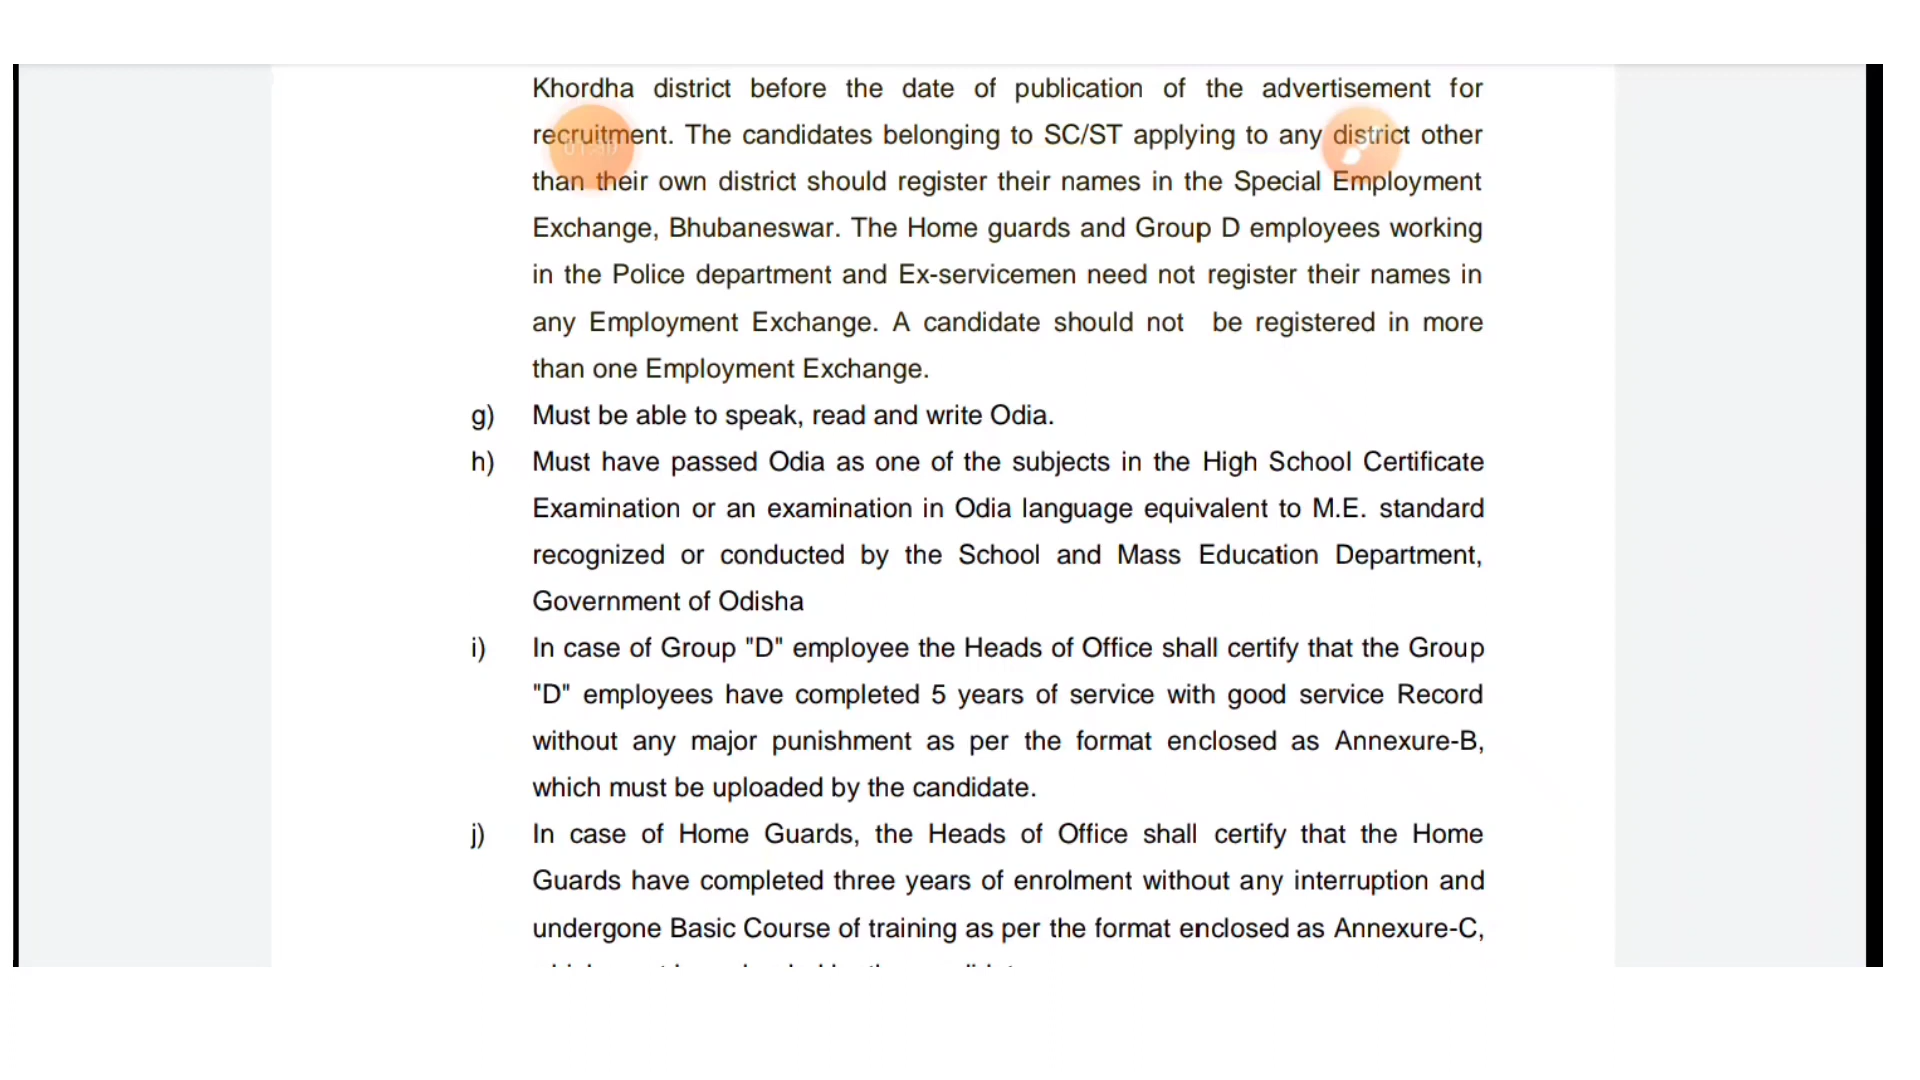 Khordha district before the date of publication of the advertisement for
recruitment. The candidates belonging to SC/ST applying to any district other
than their own district should register their names in the Special Employment
Exchange, Bhubaneswar. The Home guards and Group D employees working
in the Police department and Ex-servicemen need not register their names in
any Employment Exchange. A candidate should not be registered in more
than one Employment Exchange.
g) Must be able to speak, read and write Odia.
h) Must have passed Odia as one of the subjects in the High School Certificate
Examination or an examination in Odia language equivalent to M.E. standard
recognized or conducted by the School and Mass Education Department,
Government of Odisha
i) In case of Group "D" employee the Heads of Office shall certify that the Group
"D" employees have completed 5 years of service with good service Record
without any major punishment as per the format enclosed as Annexure-B,
which must be uploaded by the candidate.
j) In case of Home Guards, the Heads of Office shall certify that the Home
Guards have completed three years of enrolment without any interruption and
undergone Basic Course of training as per the format enclosed as Annexure-C,